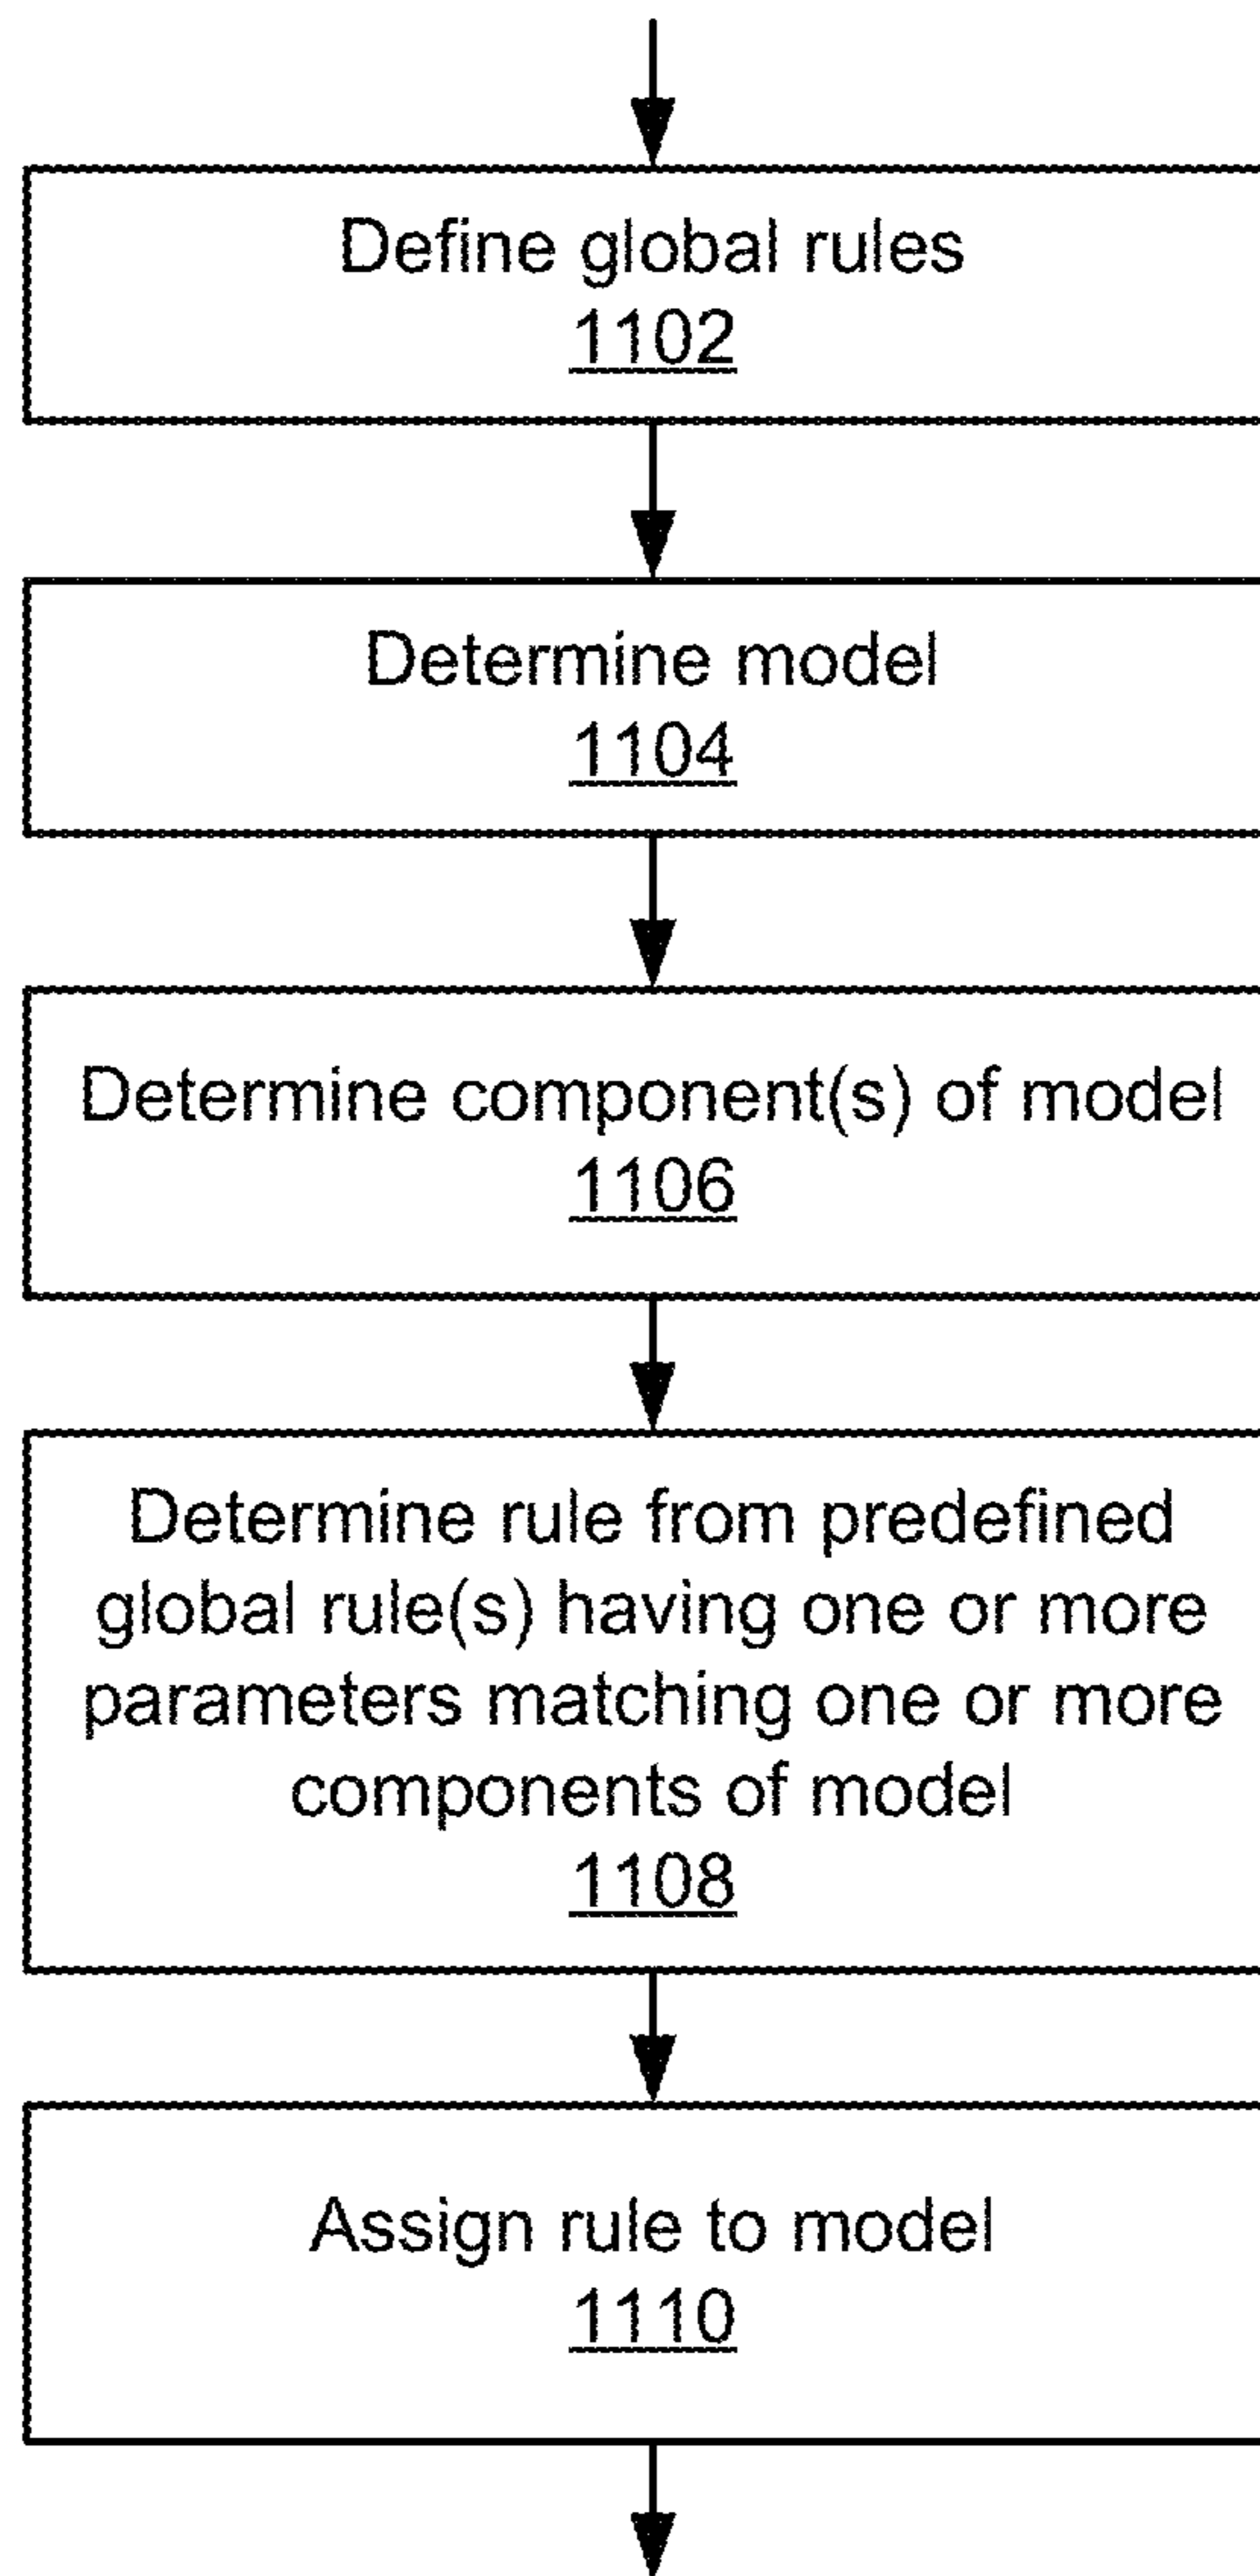 Define global rules
1102
Determine model
1104
Determine component(s) of model
1106
Determine rule from predefined
global rule(s) having one or more
parameters matching one or more
components of model
1108
Assign rule to model
1110